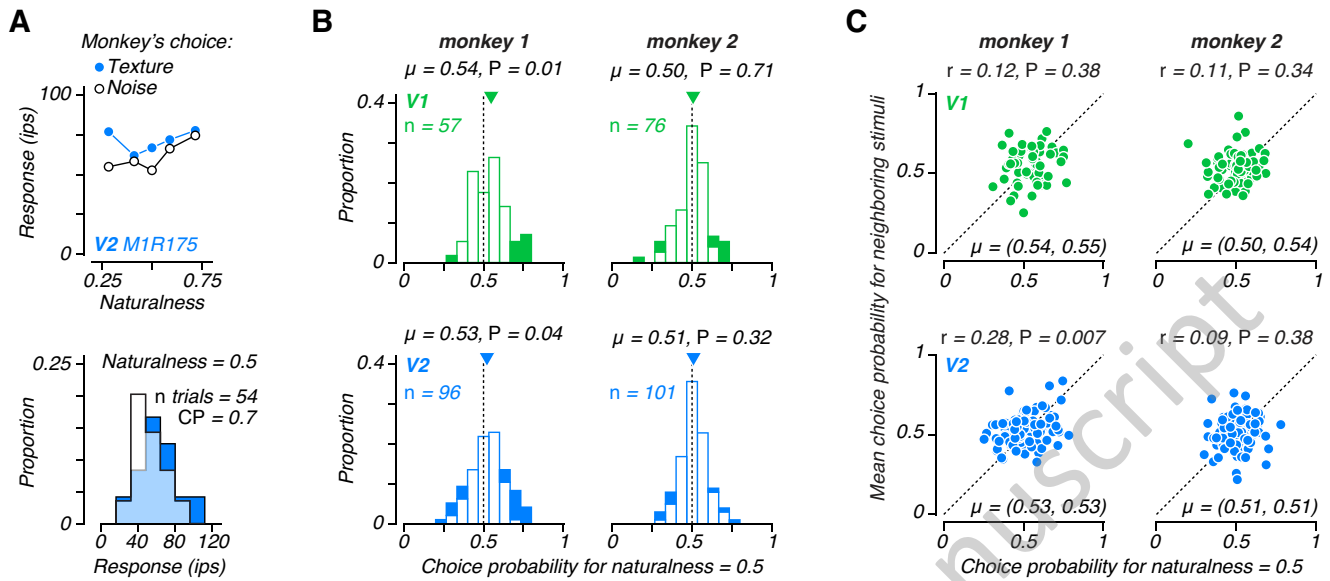 A
Monkey's choice:
Texture
Noise
100
Response (ips)
0
V2 M1R175
0.25 0.75
Naturalness
0.25
Naturalness = 0.5
n trials = 54
CP = 0.7
Proportion
0
0 40 80 120
Response (ips)
B
monkey 1 monkey 2
μ = 0.54, P = 0.01 μ = 0.50, P = 0.71
0.4
V1
n = 57 n = 76
Proportion
0
0 0.5 1 0 0.5 1
μ = 0.53, P = 0.04 μ = 0.51, P = 0.32
0.4
V2
n = 96 n = 101
Proportion
0
0 0.5 1 0 0.5 1
Choice probability for naturalness = 0.5
C
monkey 1 monkey 2
r = 0.12, P = 0.38 r = 0.11, P = 0.34
Mean choice probability for neighboring stimuli
1
V1
0.5
0
μ = (0.54, 0.55) μ = (0.50, 0.54)
0 1 0 1
r = 0.28, P = 0.007 r = 0.09, P = 0.38
1
V2
0.5
0
μ = (0.53, 0.53) μ = (0.51, 0.51)
0 0.5 1 0 0.5 1
Choice probability for naturalness = 0.5
nuscript